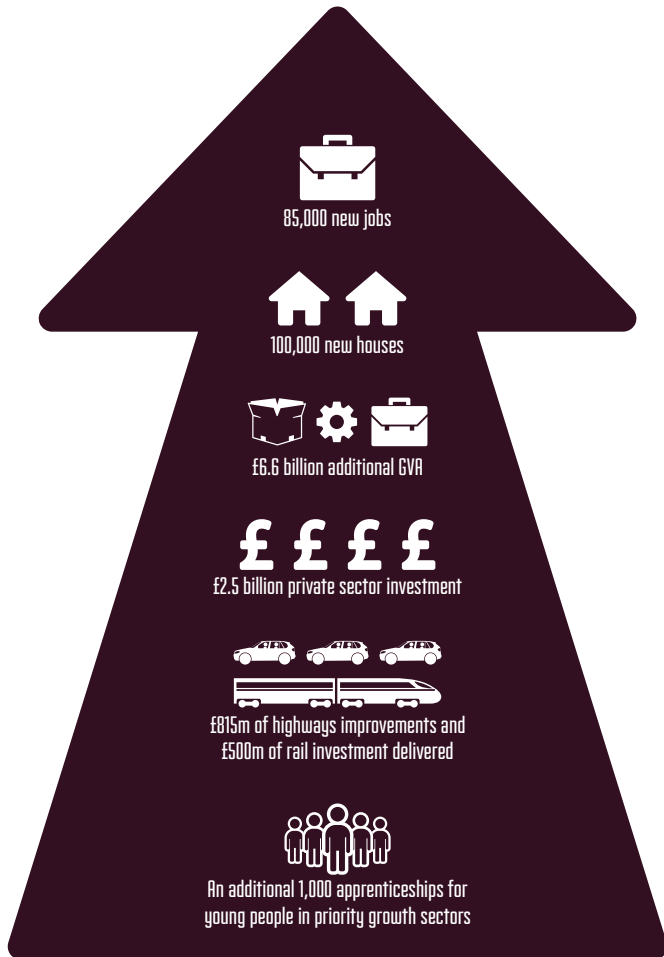 85,000 new jobs
100,000 new houses
£6.6 billion additional GVA
£ £ £ £
£2.5 billion private sector investment
£815m of highways improvements and
£500m of rail investment delivered
An additional 1,000 apprenticeships for
young people in priority growth sectors